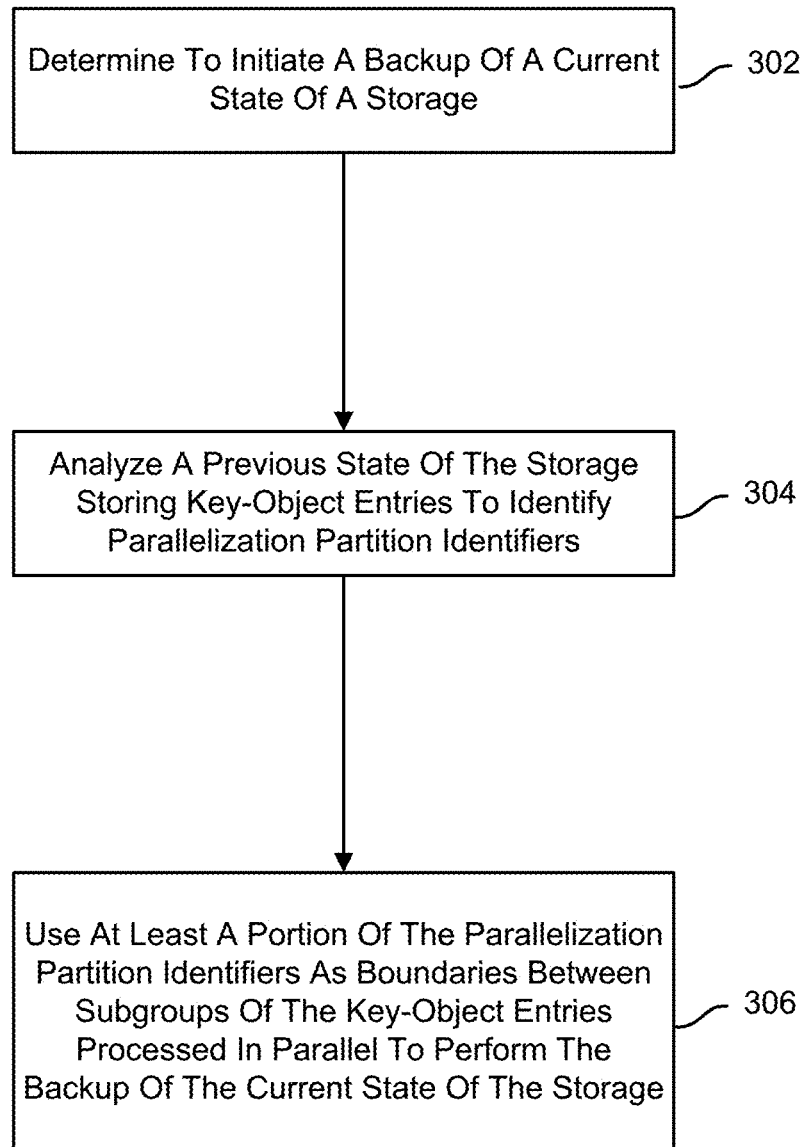 Determine To Initiate A Backup Of A Current
State Of A Storage
302
Analyze A Previous State Of The Storage
Storing Key-Object Entries To Identify
Parallelization Partition Identifiers
304
Use At Least A Portion Of The Parallelization
Partition Identifiers As Boundaries Between
Subgroups Of The Key-Object Entries
Processed In Parallel To Perform The
Backup Of The Current State Of The Storage
306